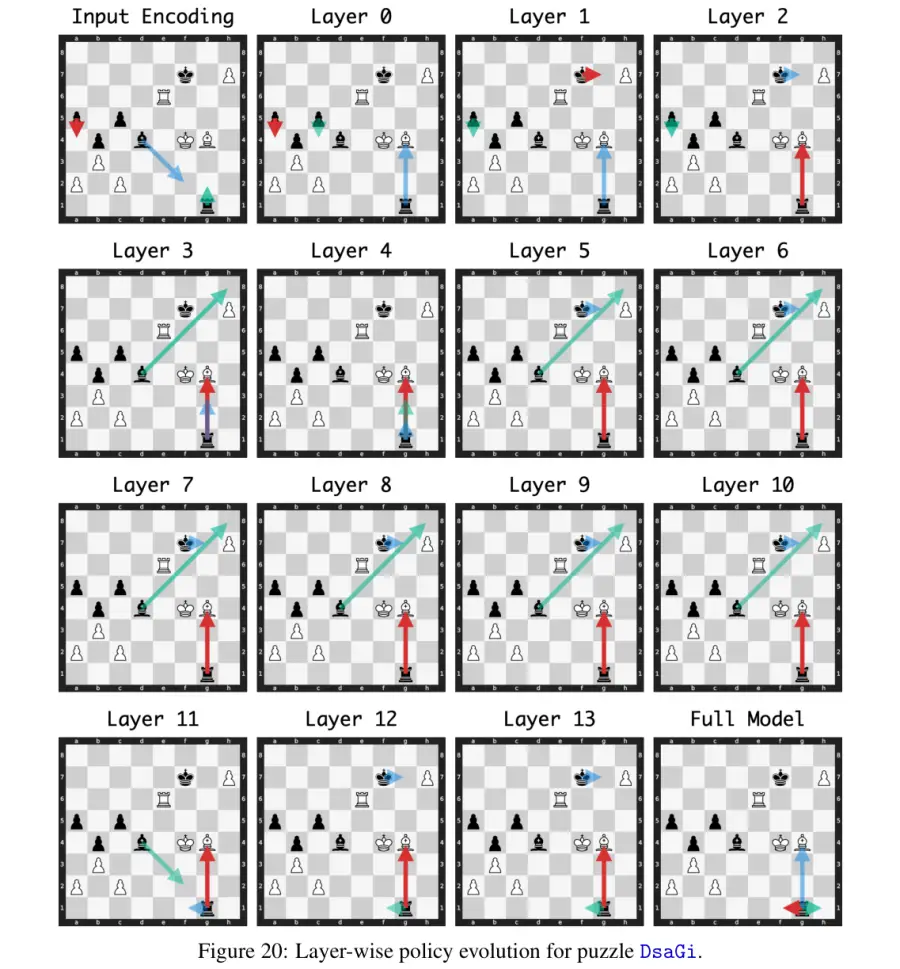 Input Encoding
Layer 0
Layer 1
Layer 2
Layer 3
Layer 4
Layer 5
Layer 6
Layer 7
Layer 8
Layer 9
Layer 10
Layer 11
Layer 12
Layer 13
Full Model
Figure 20: Layer-wise policy evolution for puzzle DsaGi.